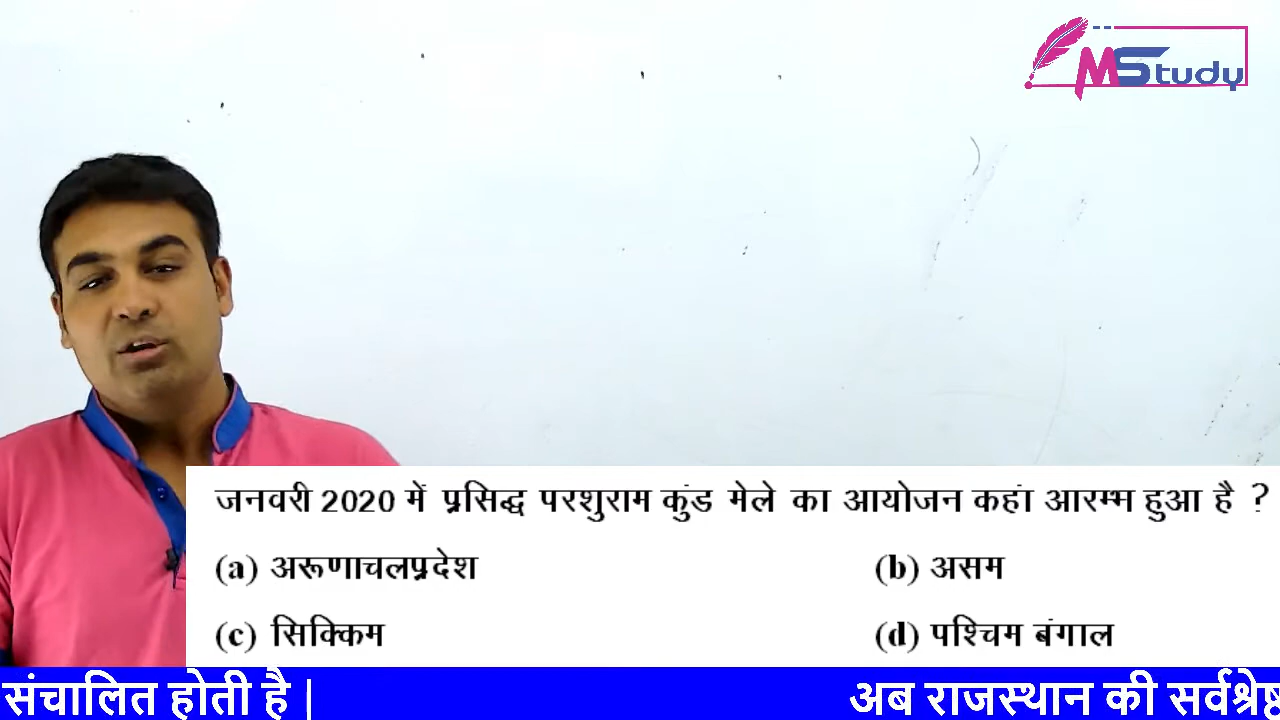 MStudy
जनवरी 2020 में प्रसिद्ध परशुराम कुंड मेले का आयोजन कहां आरम्भ हुआ है ?
(a) अरूणाचलप्रदेश (b) असम
(c) सिक्किम (d) पश्चिम बंगाल
संचालित होती है | अब राजस्थान की सर्वश्रेष्ठ